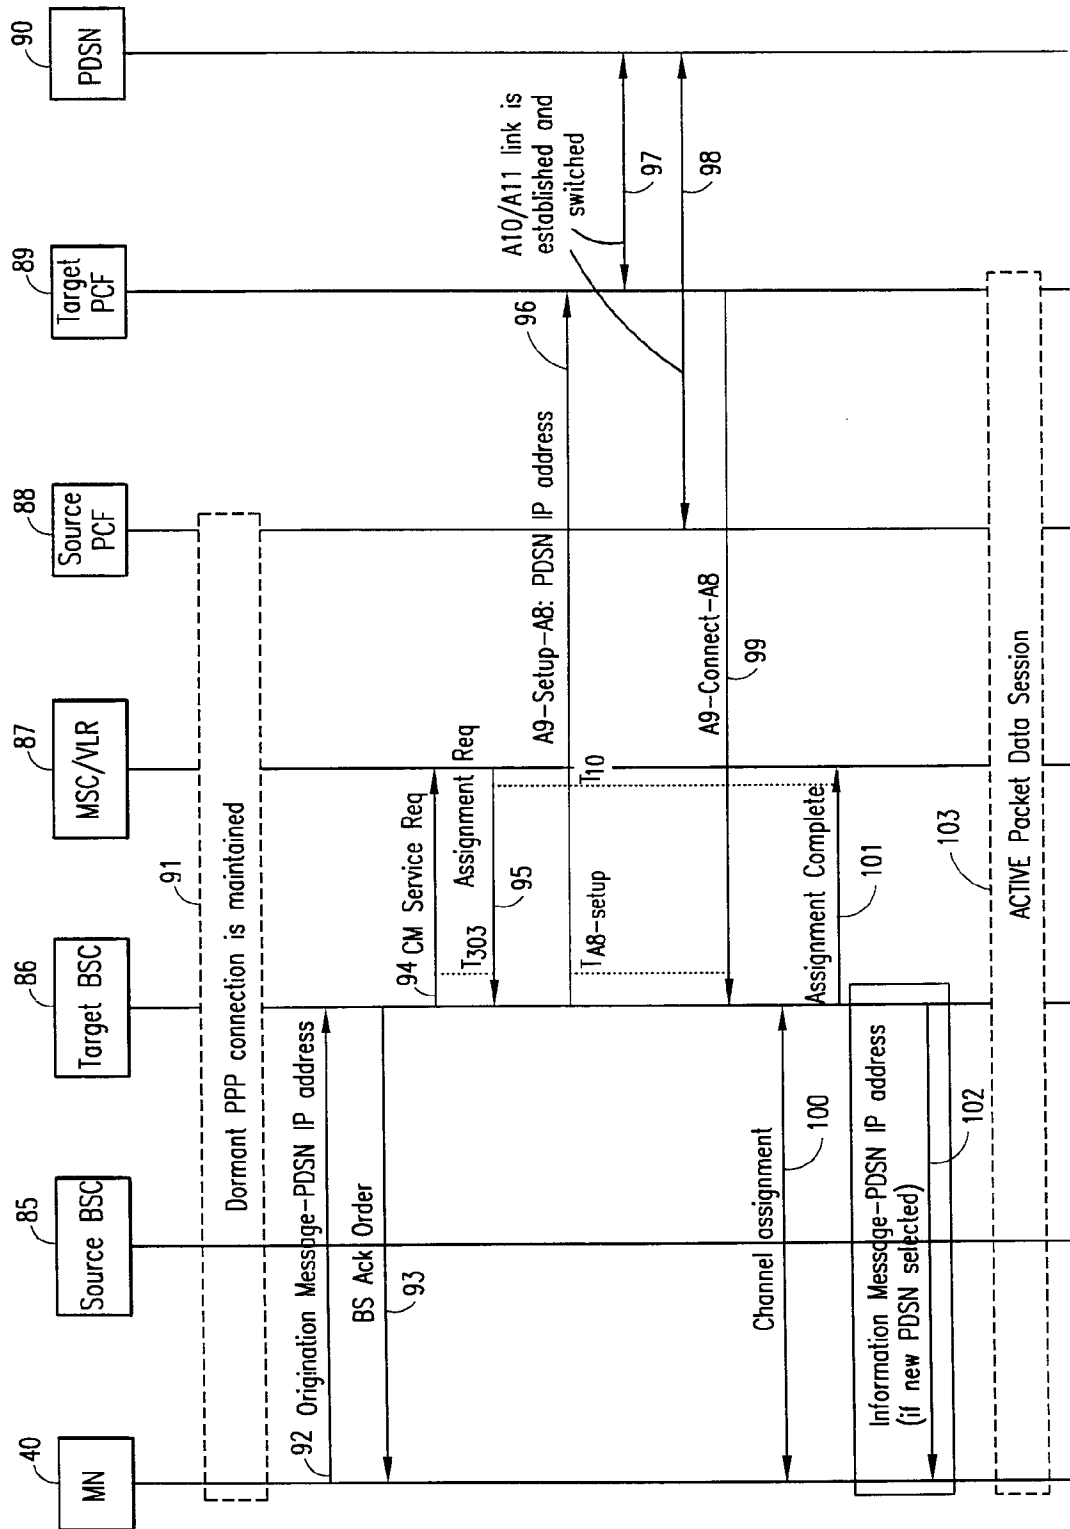 40
MN
85
Source BSC
86
Target BSC
87
MSC/VLR
88
Source
PCF
89
Target
PCF
90
PDSN
91
Dormant PPP connection is maintained
92 Origination Message-PDSN IP address
BS Ack Order
93
94 CM Service Req
T303
Assignment Req
95
A9-Setup-A8: PDSN IP address
96
A10/A11 link is
established and
switched
97
98
TA8-setup
T10
A9-Connect-A8
99
Channel assignment
100
Assignment Complete
101
Information Message-PDSN IP address
(if new PDSN selected)
102
103
ACTIVE Packet Data Session